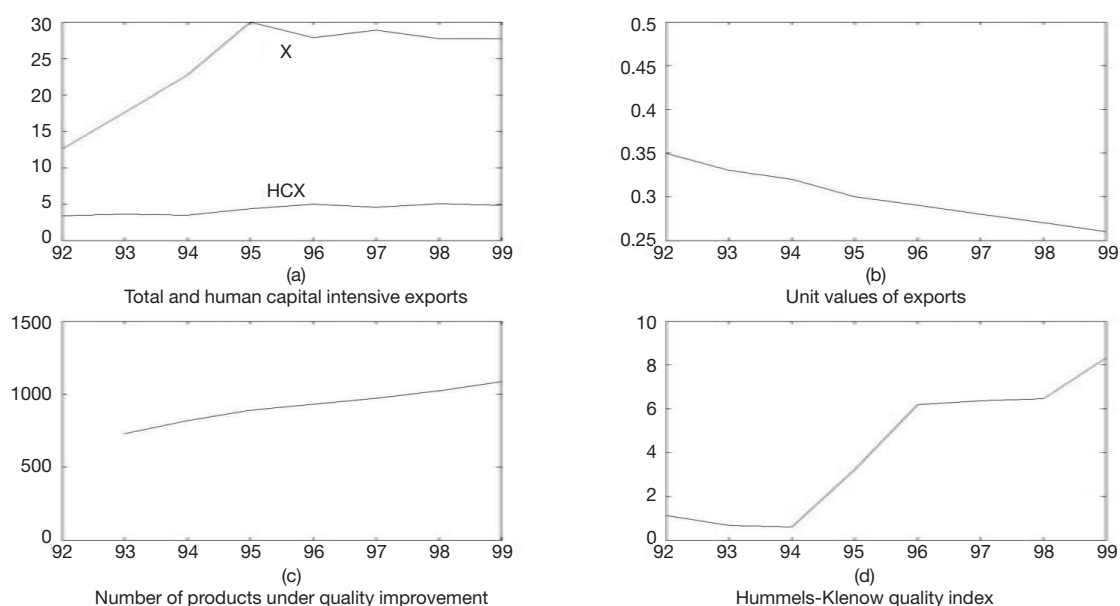 30
25
20
15
10
5
0
X
HCX
92 93 94 95 96 97 98 99
(a)
Total and human capital intensive exports
0.5
0.45
0.4
0.35
0.3
0.25
92 93 94 95 96 97 98 99
(b)
Unit values of exports
1500
1000
500
0
92 93 94 95 96 97 98 99
(c)
Number of products under quality improvement
10
8
6
4
2
0
92 93 94 95 96 97 98 99
(d)
Hummels-Klenow quality index